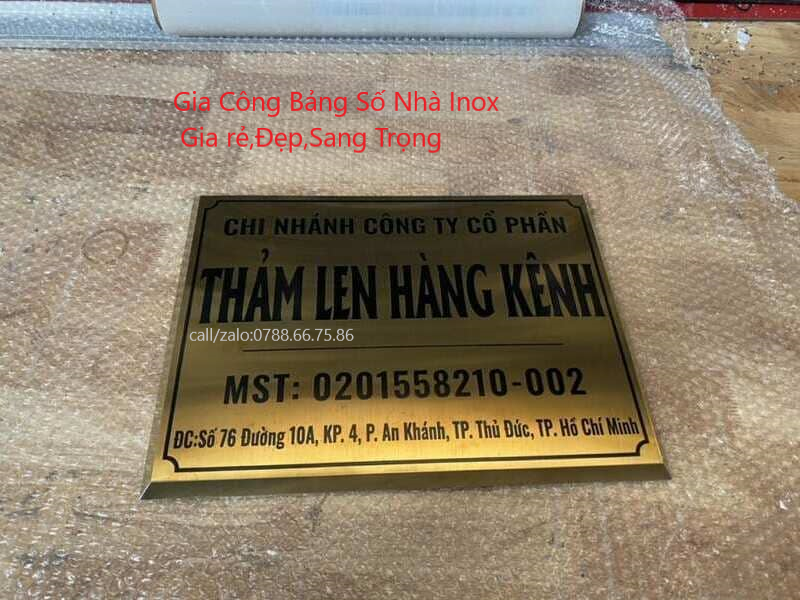 Gia Công Bảng Số Nhà Inox
Gia rẻ,Đẹp,Sang Trọng
CHI NHÁNH CÔNG TY CỔ PHẦN
THẢM LEN HÀNG KÊNH
call/zalo:0788.66.75.86
MST: 0201558210-002
ĐC:Số 76 Đường 10A, KP. 4, P. An Khánh, TP. Thủ Đức, TP. Hồ Chí Minh